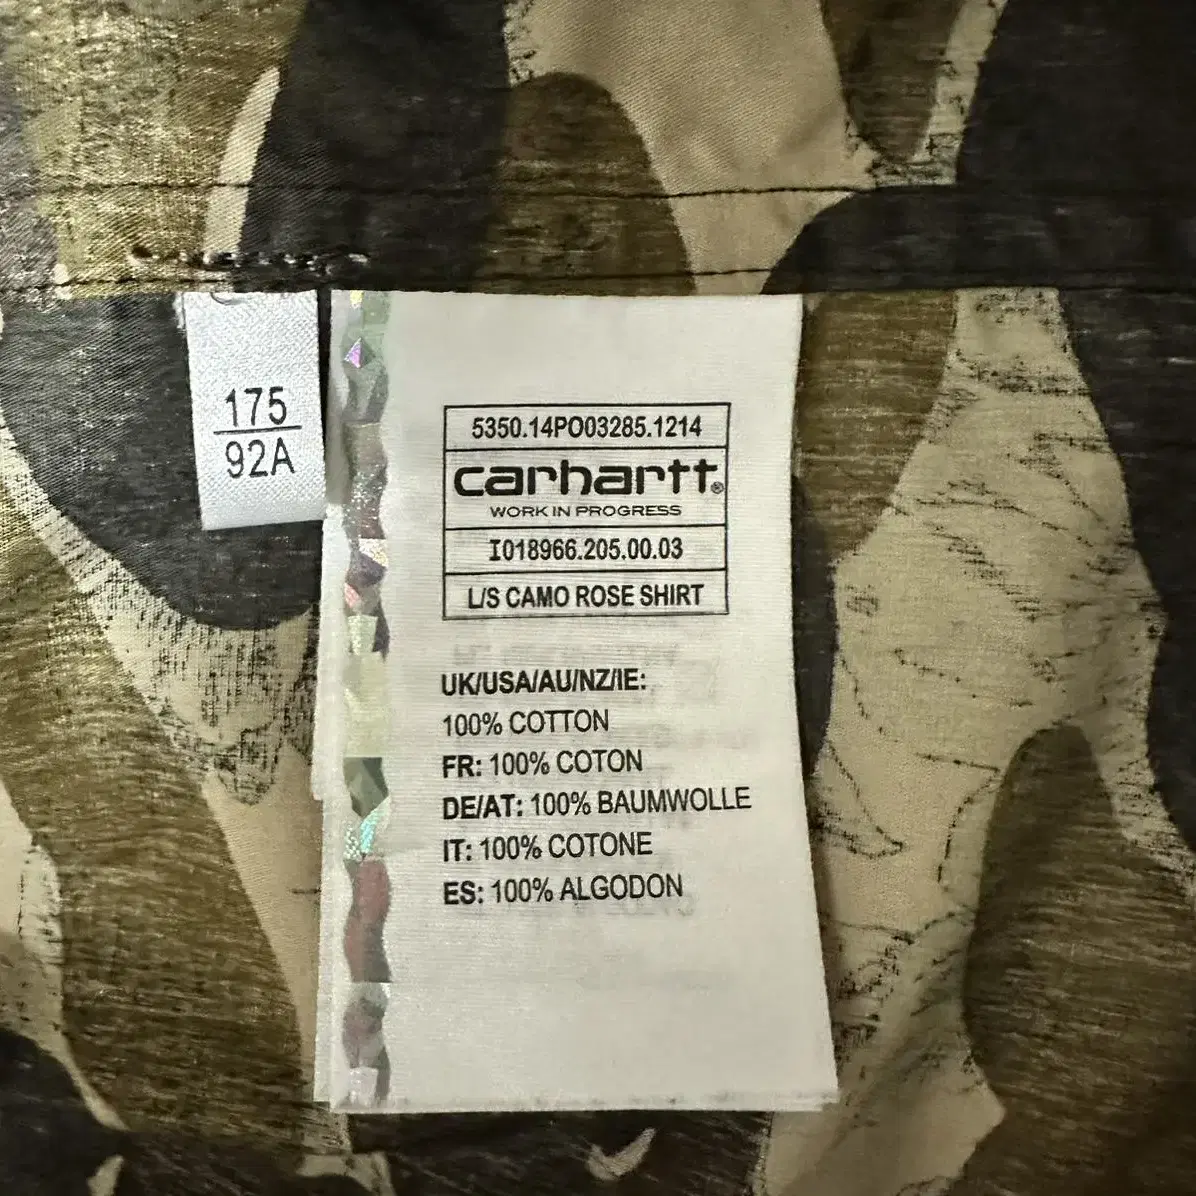 175
92A
5350.14PO03285.1214
carhartt®
WORK IN PROGRESS
I018966.205.00.03
L/S CAMO ROSE SHIRT
UK/USA/AU/NZ/IE:
100% COTTON
FR: 100% COTON
DE/AT: 100% BAUMWOLLE
IT: 100% COTONE
ES: 100% ALGODON